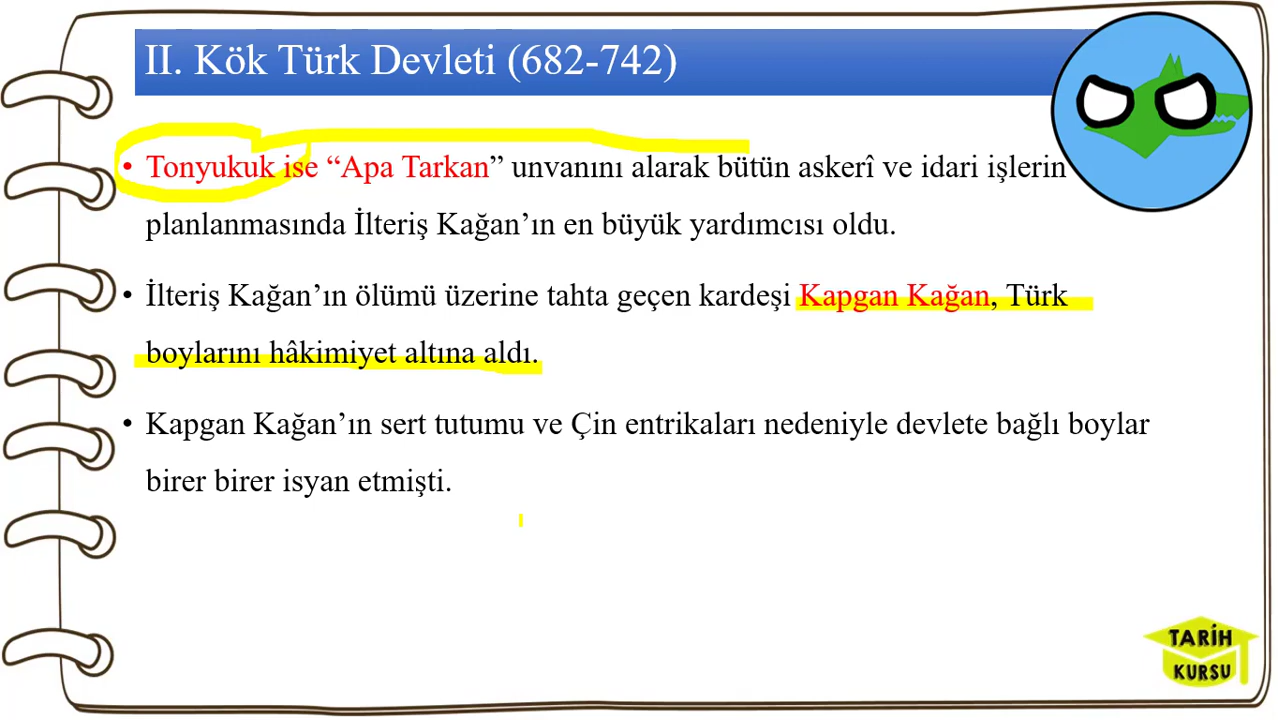 II. Kök Türk Devleti (682-742)
• Tonyukuk ise “Apa Tarkan” unvanını alarak bütün askerî ve idari işlerin
planlanmasında İlteriş Kağan’ın en büyük yardımcısı oldu.
• İlteriş Kağan’ın ölümü üzerine tahta geçen kardeşi Kapgan Kağan, Türk
boylarını hâkimiyet altına aldı.
• Kapgan Kağan’ın sert tutumu ve Çin entrikaları nedeniyle devlete bağlı boylar
birer birer isyan etmişti.
TARİH
KURSU